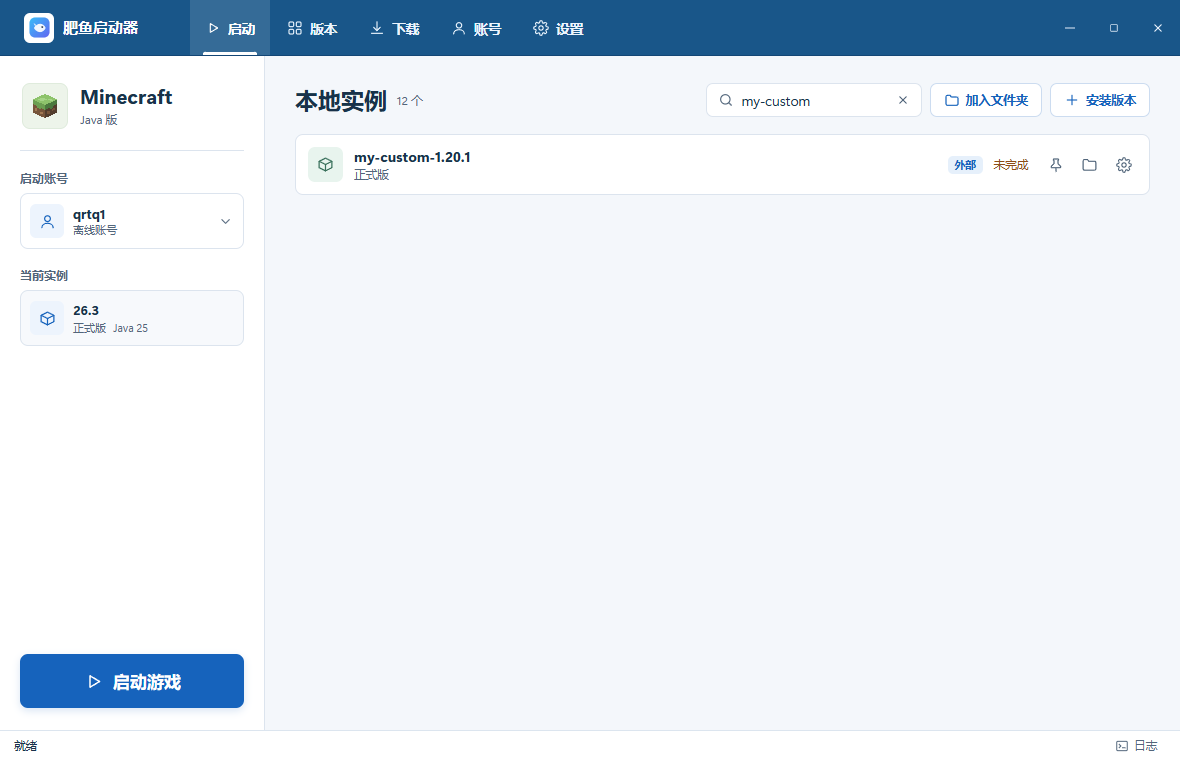 肥鱼启动器
启动 版本 下载 账号 设置
Minecraft
Java 版
启动账号
qrtq1
离线账号
当前实例
26.3
正式版 Java 25
启动游戏
本地实例 12 个
my-custom
加入文件夹
安装版本
my-custom-1.20.1
正式版
外部 未完成
就绪
日志